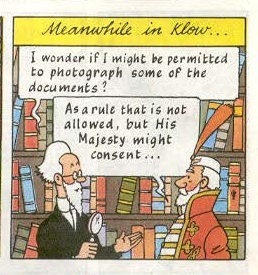 Meanwhile in Klow...
I wonder if I might be permitted
to photograph some of the
documents?
As a rule that is not
allowed, but His
Majesty might
consent...